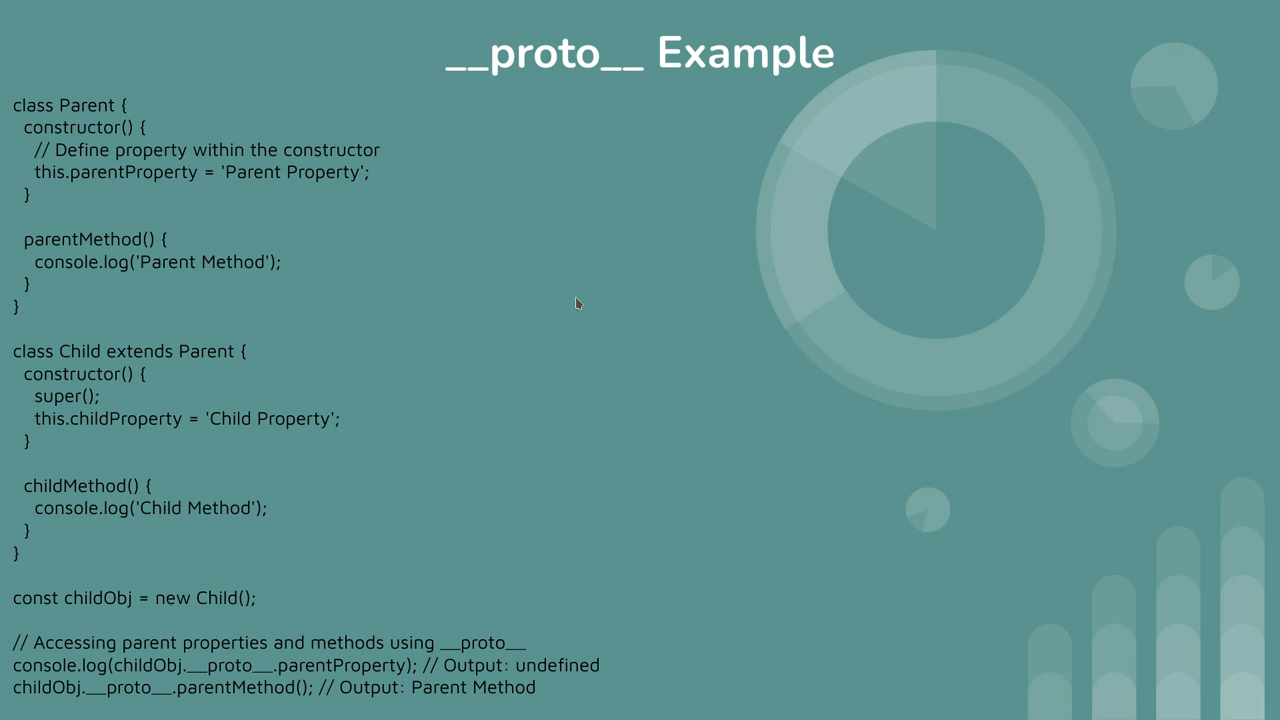 __proto__ Example
class Parent {
  constructor() {
    // Define property within the constructor
    this.parentProperty = 'Parent Property';
  }

  parentMethod() {
    console.log('Parent Method');
  }
}

class Child extends Parent {
  constructor() {
    super();
    this.childProperty = 'Child Property';
  }

  childMethod() {
    console.log('Child Method');
  }
}

const childObj = new Child();

// Accessing parent properties and methods using __proto__
console.log(childObj.__proto__.parentProperty); // Output: undefined
childObj.__proto__.parentMethod(); // Output: Parent Method